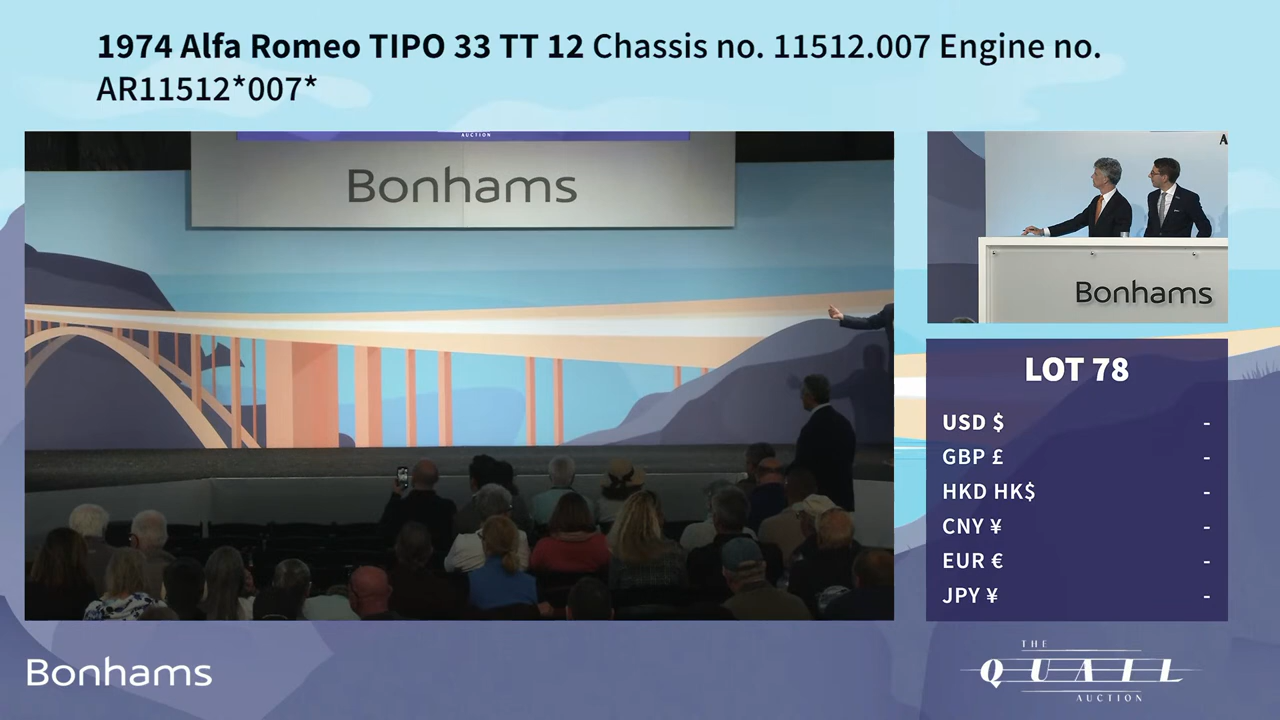 1974 Alfa Romeo TIPO 33 TT 12 Chassis no. 11512.007 Engine no.
AR11512*007*
AUCTION
Bonhams
A
Bonhams
LOT 78
USD $ -
GBP £ -
HKD HK$ -
CNY ¥ -
EUR € -
JPY ¥ -
Bonhams
THE
QUAIL
AUCTION